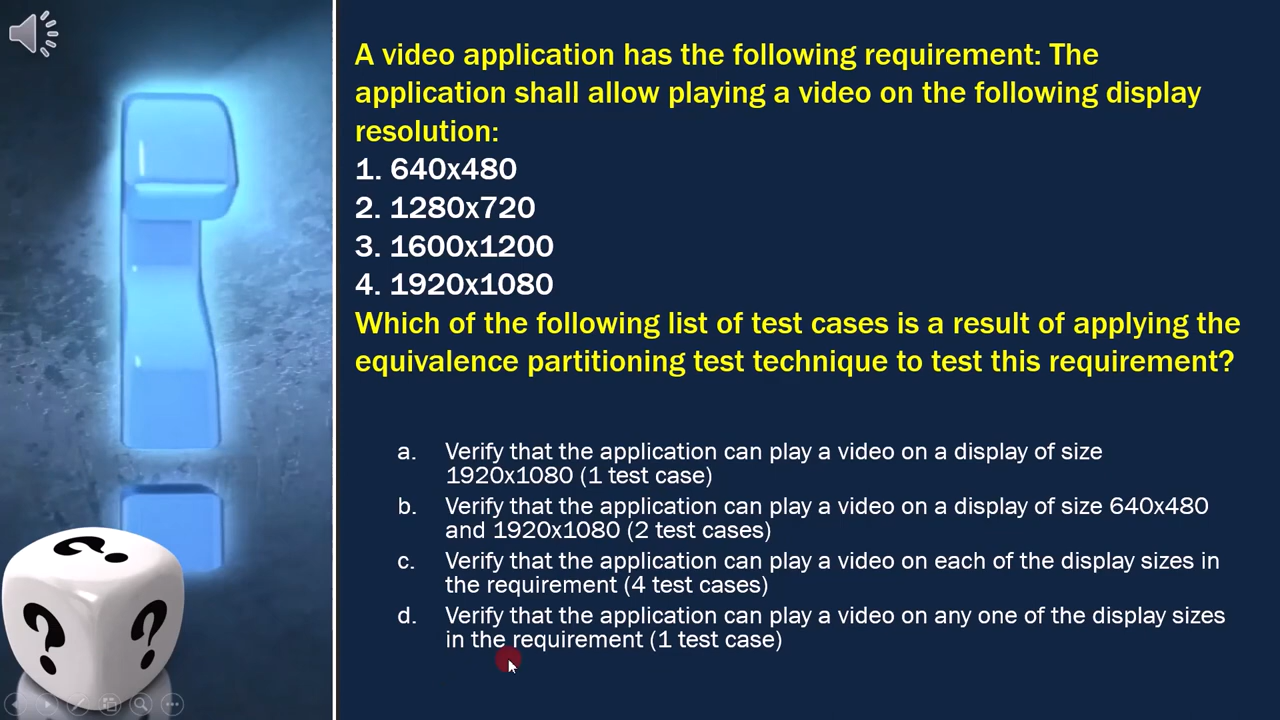 A video application has the following requirement: The
application shall allow playing a video on the following display
resolution:
1. 640x480
2. 1280x720
3. 1600x1200
4. 1920x1080
Which of the following list of test cases is a result of applying the
equivalence partitioning test technique to test this requirement?
a. Verify that the application can play a video on a display of size
1920x1080 (1 test case)
b. Verify that the application can play a video on a display of size 640x480
and 1920x1080 (2 test cases)
c. Verify that the application can play a video on each of the display sizes in
the requirement (4 test cases)
d. Verify that the application can play a video on any one of the display sizes
in the requirement (1 test case)
? ? ?